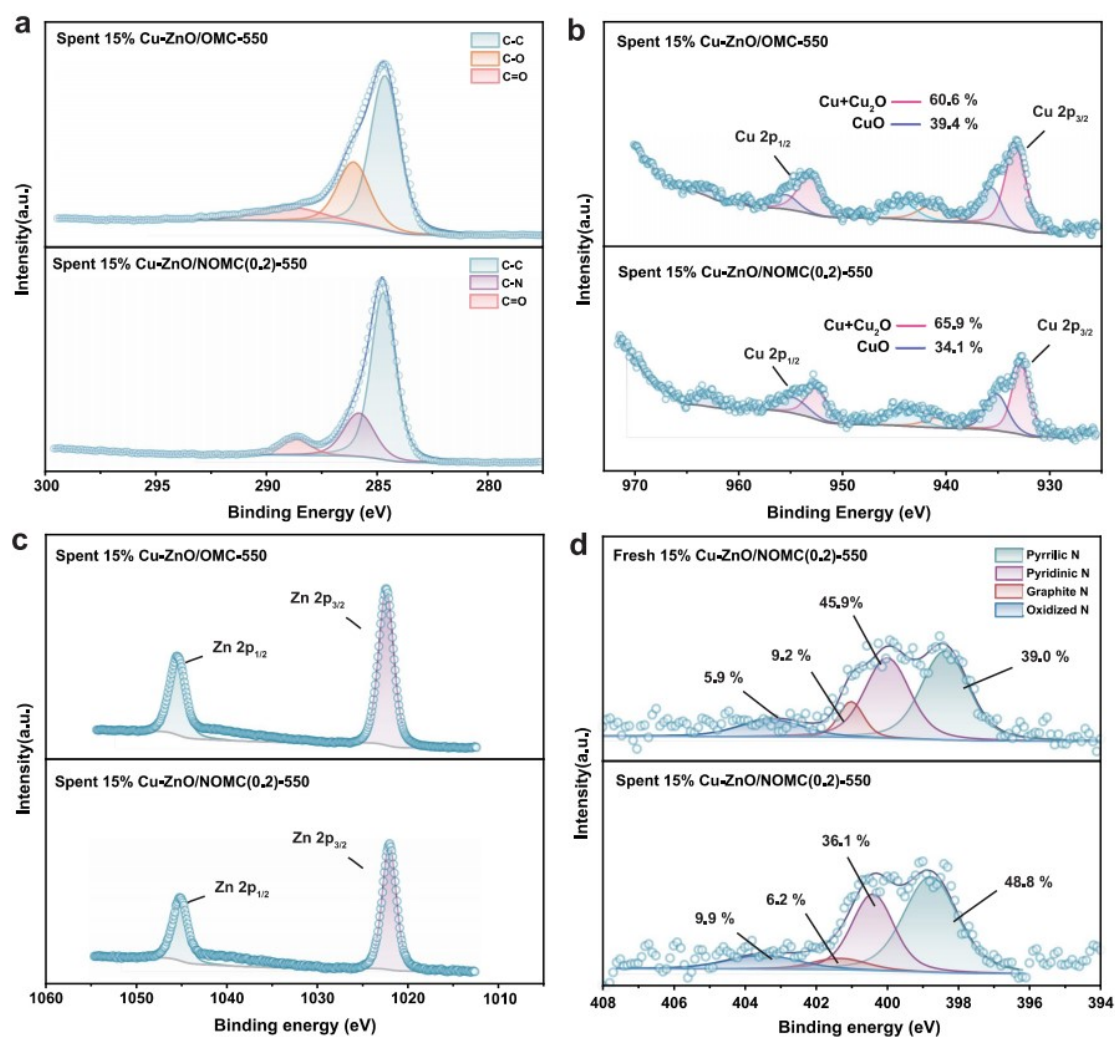 a
Spent 15% Cu-ZnO/OMC-550
C-C
C-O
C=O
Spent 15% Cu-ZnO/NOMC(0.2)-550
C-C
C-N
C=O
Intensity(a.u.)
300 295 290 285 280
Binding Energy (eV)
b
Spent 15% Cu-ZnO/OMC-550
Cu+Cu₂O 60.6 %
CuO 39.4 %
Cu 2p₁/₂
Cu 2p₃/₂
Spent 15% Cu-ZnO/NOMC(0.2)-550
Cu+Cu₂O 65.9 %
CuO 34.1 %
Cu 2p₁/₂
Cu 2p₃/₂
Intensity(a.u.)
970 960 950 940 930
Binding Energy (eV)
c
Spent 15% Cu-ZnO/OMC-550
Zn 2p₃/₂
Zn 2p₁/₂
Spent 15% Cu-ZnO/NOMC(0.2)-550
Zn 2p₃/₂
Zn 2p₁/₂
Intensity(a.u.)
1060 1050 1040 1030 1020 1010
Binding energy (eV)
d
Fresh 15% Cu-ZnO/NOMC(0.2)-550
Pyrrilic N
Pyridinic N
Graphite N
Oxidized N
45.9%
9.2 %
5.9 %
39.0 %
Spent 15% Cu-ZnO/NOMC(0.2)-550
36.1 %
6.2 %
9.9 %
48.8 %
Intensity(a.u.)
408 406 404 402 400 398 396 394
Binding energy (eV)